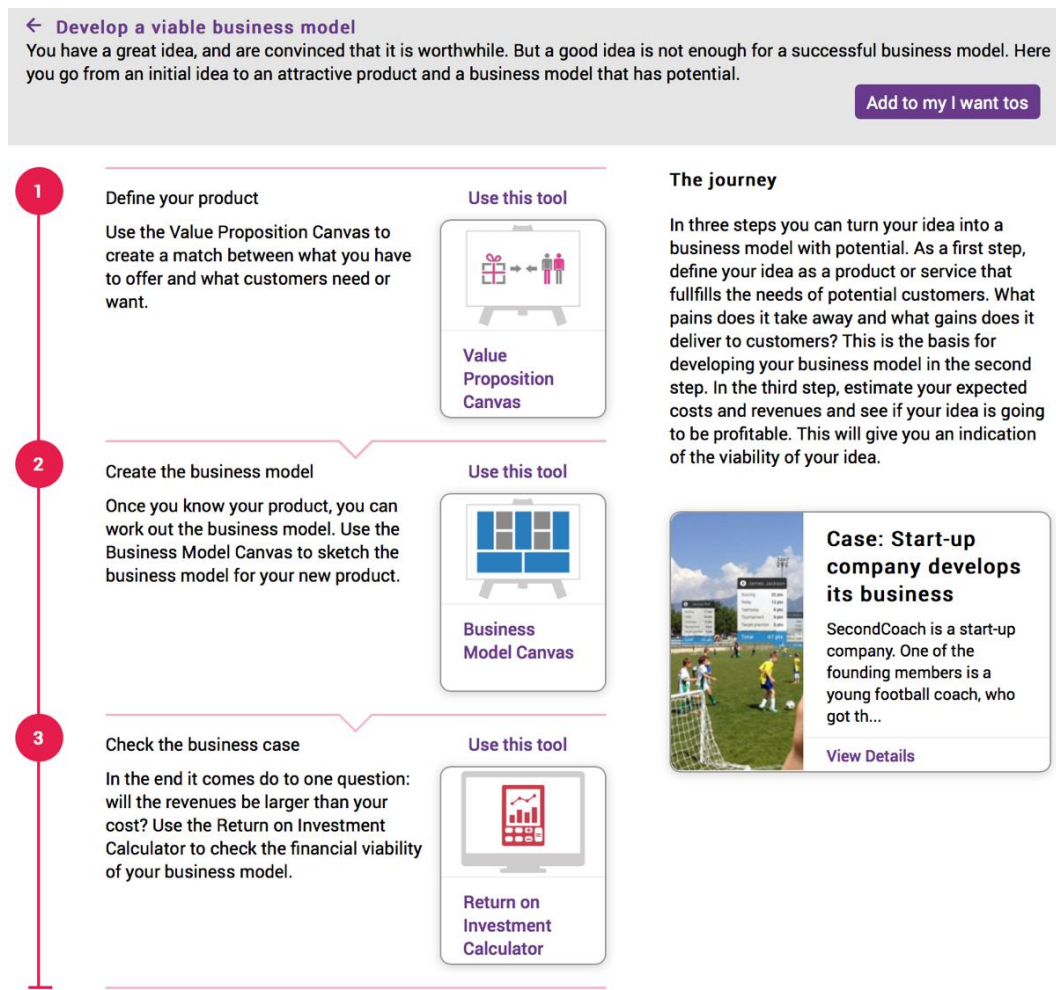 ← Develop a viable business model
You have a great idea, and are convinced that it is worthwhile. But a good idea is not enough for a successful business model. Here
you go from an initial idea to an attractive product and a business model that has potential.
Add to my I want tos
1
Define your product
Use the Value Proposition Canvas to
create a match between what you have
to offer and what customers need or
want.
Use this tool
Value
Proposition
Canvas
2
Create the business model
Once you know your product, you can
work out the business model. Use the
Business Model Canvas to sketch the
business model for your new product.
Use this tool
Business
Model Canvas
3
Check the business case
In the end it comes do to one question:
will the revenues be larger than your
cost? Use the Return on Investment
Calculator to check the financial viability
of your business model.
Use this tool
Return on
Investment
Calculator
The journey
In three steps you can turn your idea into a
business model with potential. As a first step,
define your idea as a product or service that
fullfills the needs of potential customers. What
pains does it take away and what gains does it
deliver to customers? This is the basis for
developing your business model in the second
step. In the third step, estimate your expected
costs and revenues and see if your idea is going
to be profitable. This will give you an indication
of the viability of your idea.
James Jackson
Total
Case: Start-up
company develops
its business
SecondCoach is a start-up
company. One of the
founding members is a
young football coach, who
got th...
View Details